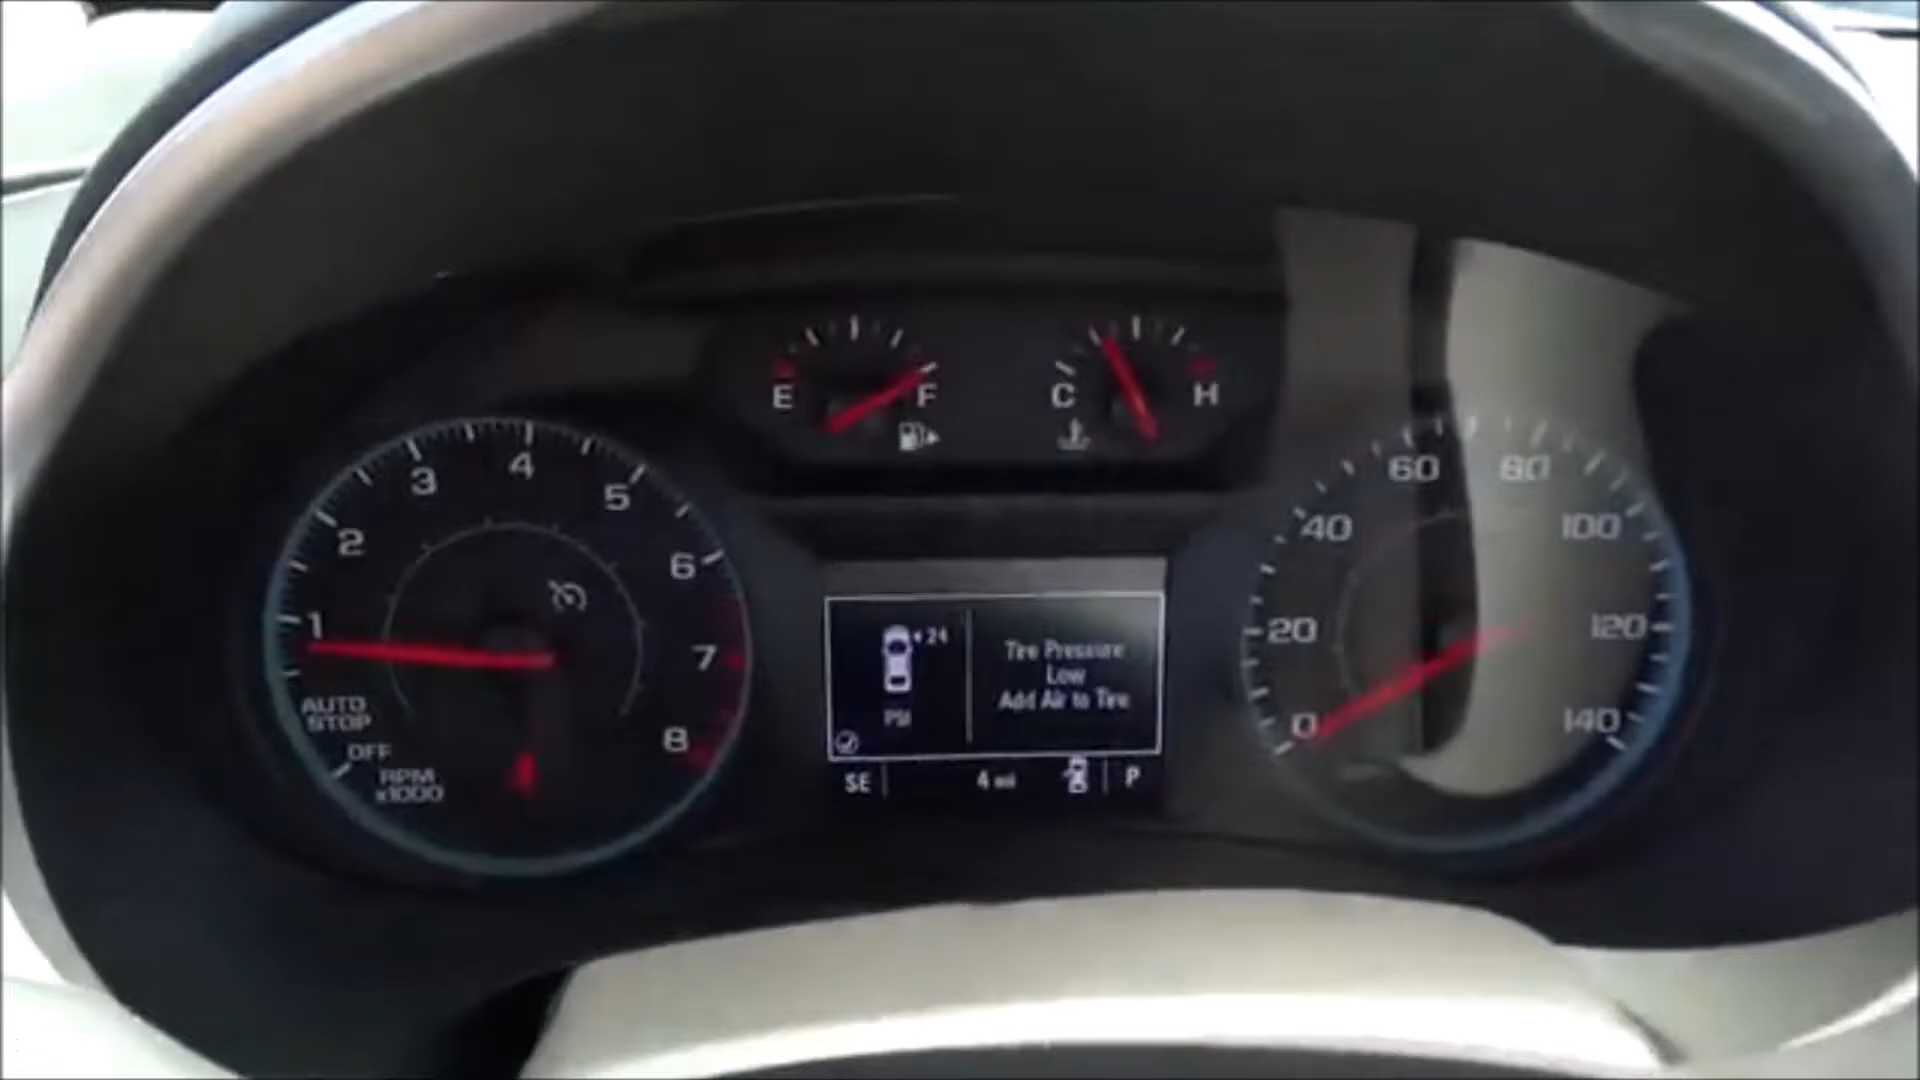 E F
C H
1 2 3 4 5 6 7 8
AUTO
STOP
OFF
RPM
x1000
24
PSI
Tire Pressure
Low
Add Air to Tire
SE 4 mi P
0 20 40 60 80 100 120 140